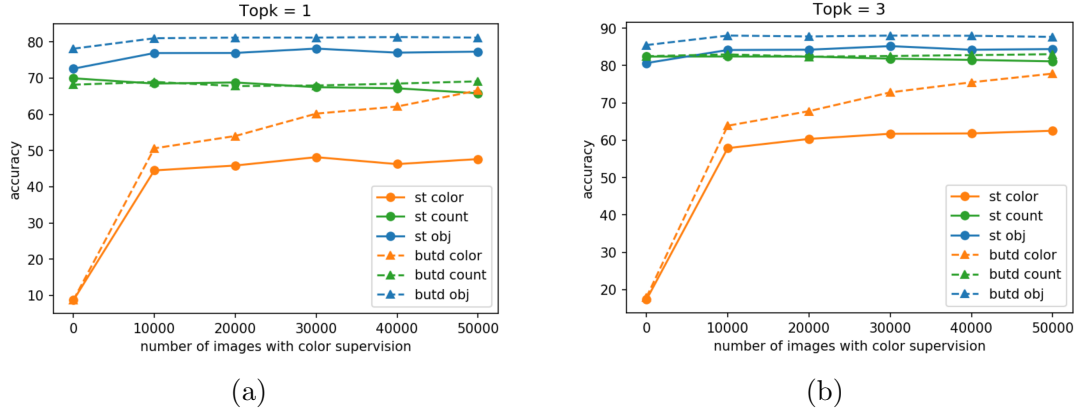 Topk = 1
80
70
60
50
40
30
20
10
accuracy
0
10000
20000
30000
40000
50000
number of images with color supervision
st color
st count
st obj
butd color
butd count
butd obj
(a)
Topk = 3
90
80
70
60
50
40
30
20
accuracy
0
10000
20000
30000
40000
50000
number of images with color supervision
st color
st count
st obj
butd color
butd count
butd obj
(b)